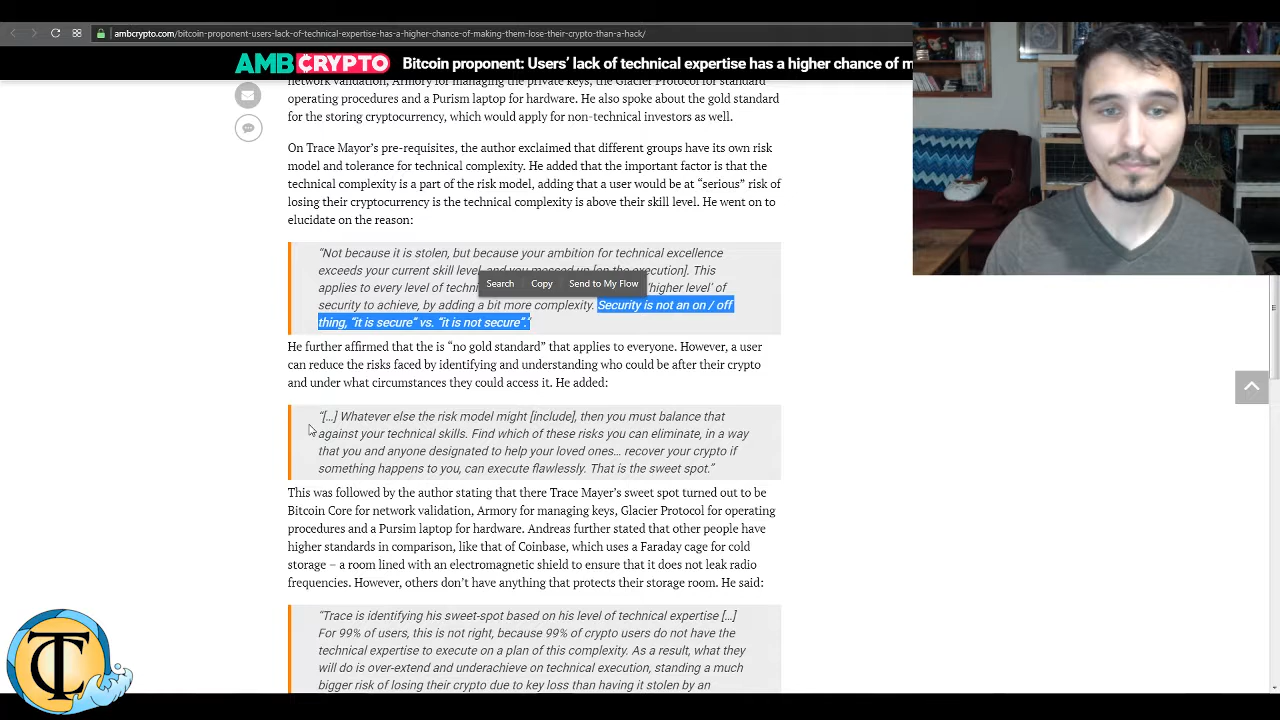 ambcrypto.com/bitcoin-proponent-users-lack-of-technical-expertise-has-a-higher-chance-of-making-them-lose-their-crypto-than-a-hack/
AMBCRYPTO
Bitcoin proponent: Users' lack of technical expertise has a higher chance of m
network validation, Armory for managing the private keys, the Glacier Protocol for standard
operating procedures and a Purism laptop for hardware. He also spoke about the gold standard
for the storing cryptocurrency, which would apply for non-technical investors as well.
On Trace Mayor's pre-requisites, the author exclaimed that different groups have its own risk
model and tolerance for technical complexity. He added that the important factor is that the
technical complexity is a part of the risk model, adding that a user would be at “serious” risk of
losing their cryptocurrency is the technical complexity is above their skill level. He went on to
elucidate on the reason:
“Not because it is stolen, but because your ambition for technical excellence
exceeds your current skill level, and you messed up [on the execution]. This
Search Copy Send to My Flow
applies to every level of techni 'higher level' of
security to achieve, by adding a bit more complexity. Security is not an on / off
thing, “it is secure” vs. “it is not secure”.”
He further affirmed that the is “no gold standard” that applies to everyone. However, a user
can reduce the risks faced by identifying and understanding who could be after their crypto
and under what circumstances they could access it. He added:
“[…] Whatever else the risk model might [include], then you must balance that
against your technical skills. Find which of these risks you can eliminate, in a way
that you and anyone designated to help your loved ones… recover your crypto if
something happens to you, can execute flawlessly. That is the sweet spot.”
This was followed by the author stating that there Trace Mayer's sweet spot turned out to be
Bitcoin Core for network validation, Armory for managing keys, Glacier Protocol for operating
procedures and a Pursim laptop for hardware. Andreas further stated that other people have
higher standards in comparison, like that of Coinbase, which uses a Faraday cage for cold
storage – a room lined with an electromagnetic shield to ensure that it does not leak radio
frequencies. However, others don't have anything that protects their storage room. He said:
“Trace is identifying his sweet-spot based on his level of technical expertise […]
For 99% of users, this is not right, because 99% of crypto users do not have the
technical expertise to execute on a plan of this complexity. As a result, what they
will do is over-extend and underachieve on technical execution, standing a much
bigger risk of losing their crypto due to key loss than having it stolen by an